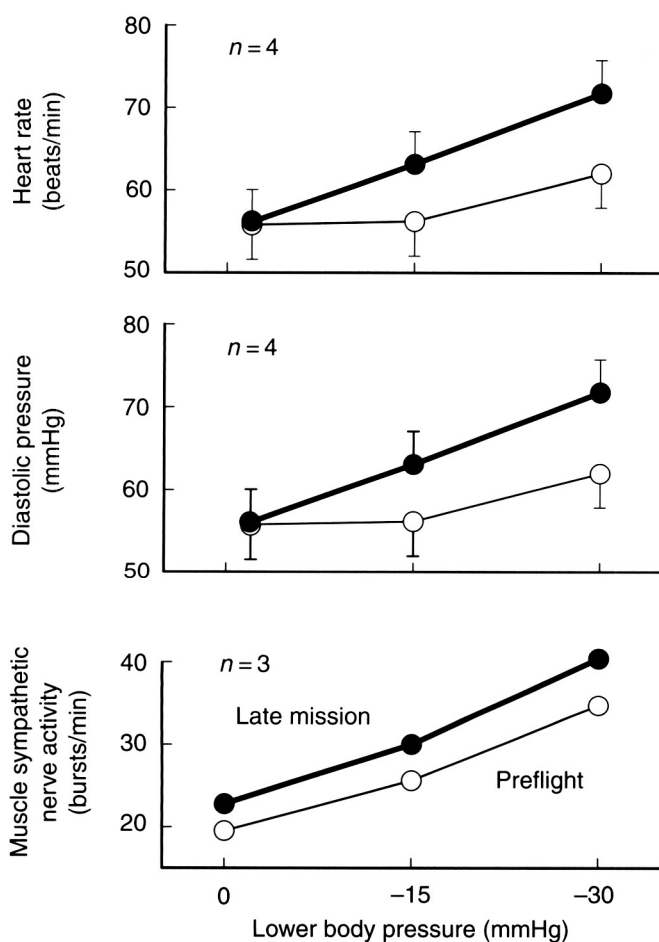 80
70
60
50
Heart rate
(beats/min)
n = 4
80
70
60
50
Diastolic pressure
(mmHg)
n = 4
40
30
20
Muscle sympathetic
nerve activity
(bursts/min)
n = 3
Late mission
Preflight
0
–15
–30
Lower body pressure (mmHg)